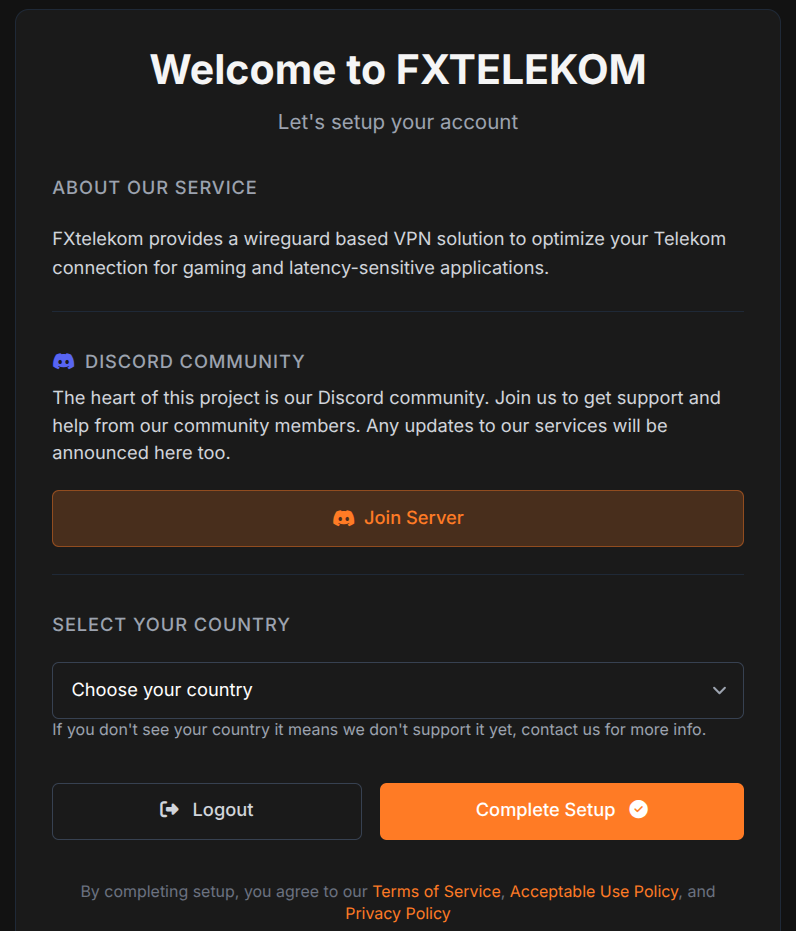 Welcome to FXTELEKOM
Let's setup your account
ABOUT OUR SERVICE
FXtelekom provides a wireguard based VPN solution to optimize your Telekom
connection for gaming and latency-sensitive applications.
DISCORD COMMUNITY
The heart of this project is our Discord community. Join us to get support and
help from our community members. Any updates to our services will be
announced here too.
Join Server
SELECT YOUR COUNTRY
Choose your country
If you don't see your country it means we don't support it yet, contact us for more info.
Logout
Complete Setup
By completing setup, you agree to our Terms of Service, Acceptable Use Policy, and
Privacy Policy